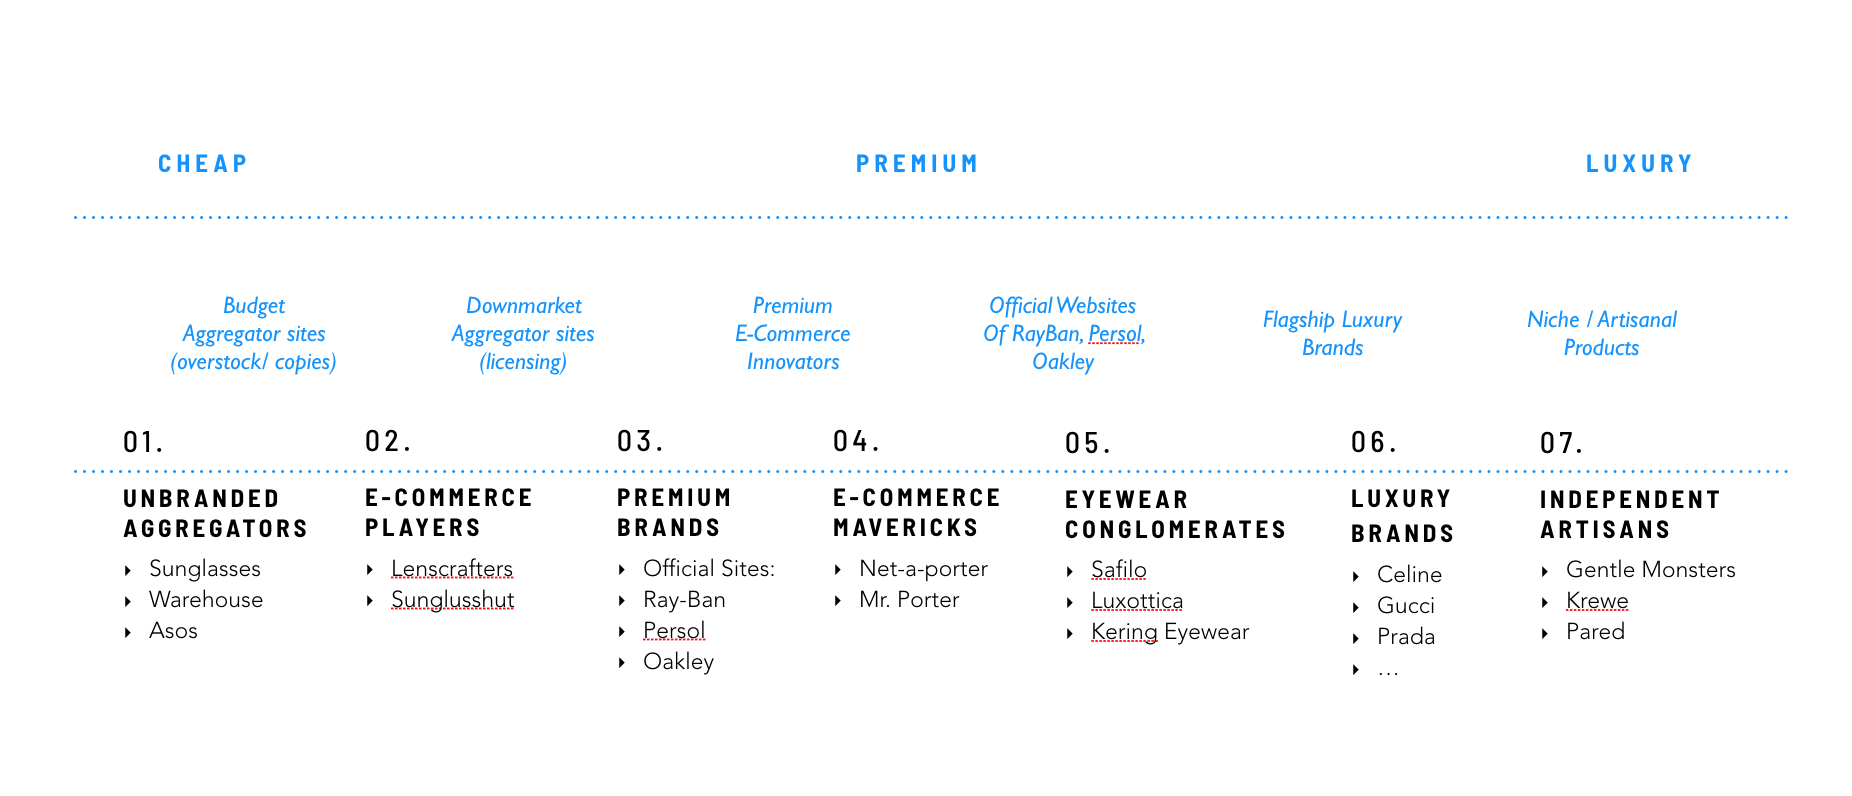 CHEAP
PREMIUM
LUXURY
Budget
Aggregator sites
(overstock/ copies)
Downmarket
Aggregator sites
(licensing)
Premium
E-Commerce
Innovators
Official Websites
Of RayBan, Persol,
Oakley
Flagship Luxury
Brands
Niche / Artisanal
Products
01.
UNBRANDED
AGGREGATORS
Sunglasses
Warehouse
Asos
02.
E-COMMERCE
PLAYERS
Lenscrafters
Sunglusshut
03.
PREMIUM
BRANDS
Official Sites:
Ray-Ban
Persol
Oakley
04.
E-COMMERCE
MAVERICKS
Net-a-porter
Mr. Porter
05.
EYEWEAR
CONGLOMERATES
Safilo
Luxottica
Kering Eyewear
06.
LUXURY
BRANDS
Celine
Gucci
Prada
...
07.
INDEPENDENT
ARTISANS
Gentle Monsters
Krewe
Pared